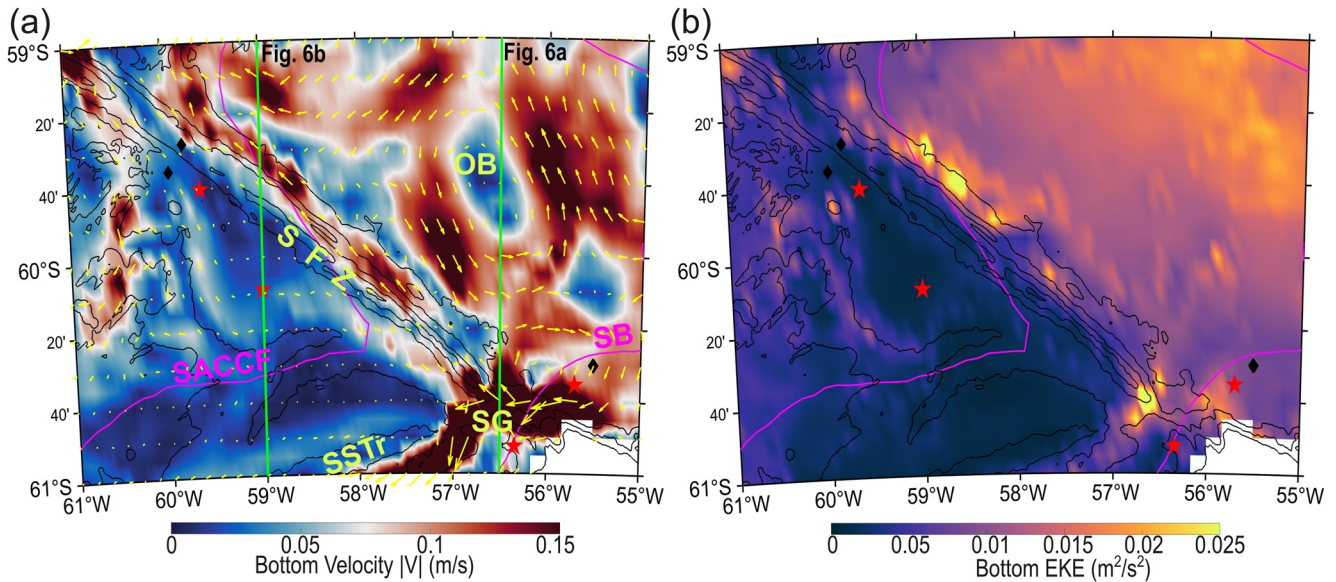 (a)
(b)
59°S
Fig. 6b
Fig. 6a
59°S
20'
20'
OB
40'
40'
S F Z
60°S
60°S
SB
20'
20'
SACCF
40'
SG
40'
SSTr
61°S
61°S
61°W 60°W 59°W 58°W 57°W 56°W 55°W
61°W 60°W 59°W 58°W 57°W 56°W 55°W
0 0.05 0.1 0.15
0 0.05 0.01 0.015 0.02 0.025
Bottom Velocity |V| (m/s)
Bottom EKE (m²/s²)